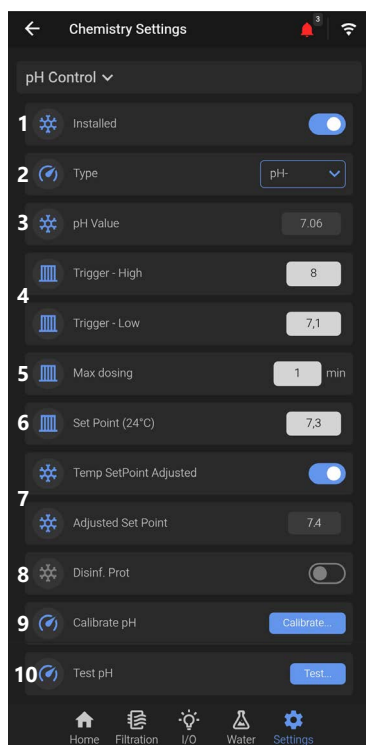 Chemistry Settings
3
pH Control
1 Installed
2 Type pH-
3 pH Value 7.06
Trigger - High 8
4
Trigger - Low 7,1
5 Max dosing 1 min
6 Set Point (24°C) 7,3
Temp SetPoint Adjusted
7
Adjusted Set Point 7.4
8 Disinf. Prot
9 Calibrate pH Calibrate...
10 Test pH Test...
Home Filtration I/O Water Settings